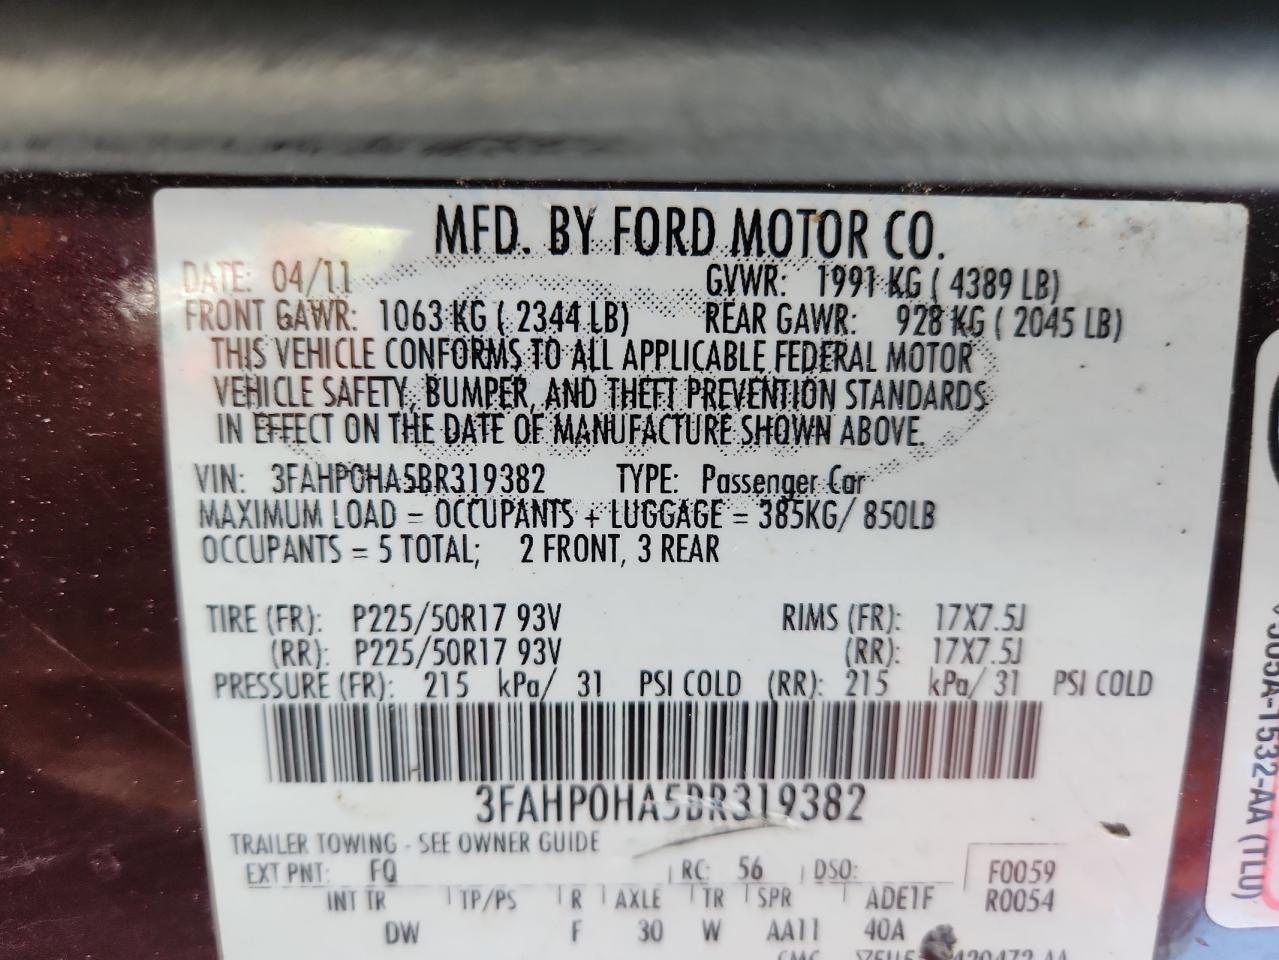 MFD. BY FORD MOTOR CO.
DATE: 04/11 GVWR: 1991 KG ( 4389 LB)
FRONT GAWR: 1063 KG ( 2344 LB) REAR GAWR: 928 KG ( 2045 LB)
THIS VEHICLE CONFORMS TO ALL APPLICABLE FEDERAL MOTOR
VEHICLE SAFETY, BUMPER, AND THEFT PREVENTION STANDARDS
IN EFFECT ON THE DATE OF MANUFACTURE SHOWN ABOVE.
VIN: 3FAHP0HA5BR319382 TYPE: Passenger Car
MAXIMUM LOAD = OCCUPANTS + LUGGAGE = 385KG/ 850LB
OCCUPANTS = 5 TOTAL; 2 FRONT, 3 REAR
TIRE (FR): P225/50R17 93V RIMS (FR): 17X7.5J
(RR): P225/50R17 93V (RR): 17X7.5J
PRESSURE (FR): 215 kPa/ 31 PSI COLD (RR): 215 kPa/ 31 PSI COLD
3FAHP0HA5BR319382
TRAILER TOWING - SEE OWNER GUIDE
EXT PNT: FQ RC: 56 DSO: F0059
INT TR TP/PS R AXLE TR SPR ADE1F R0054
DW F 30 W AA11 40A
1532-AA (TLU)